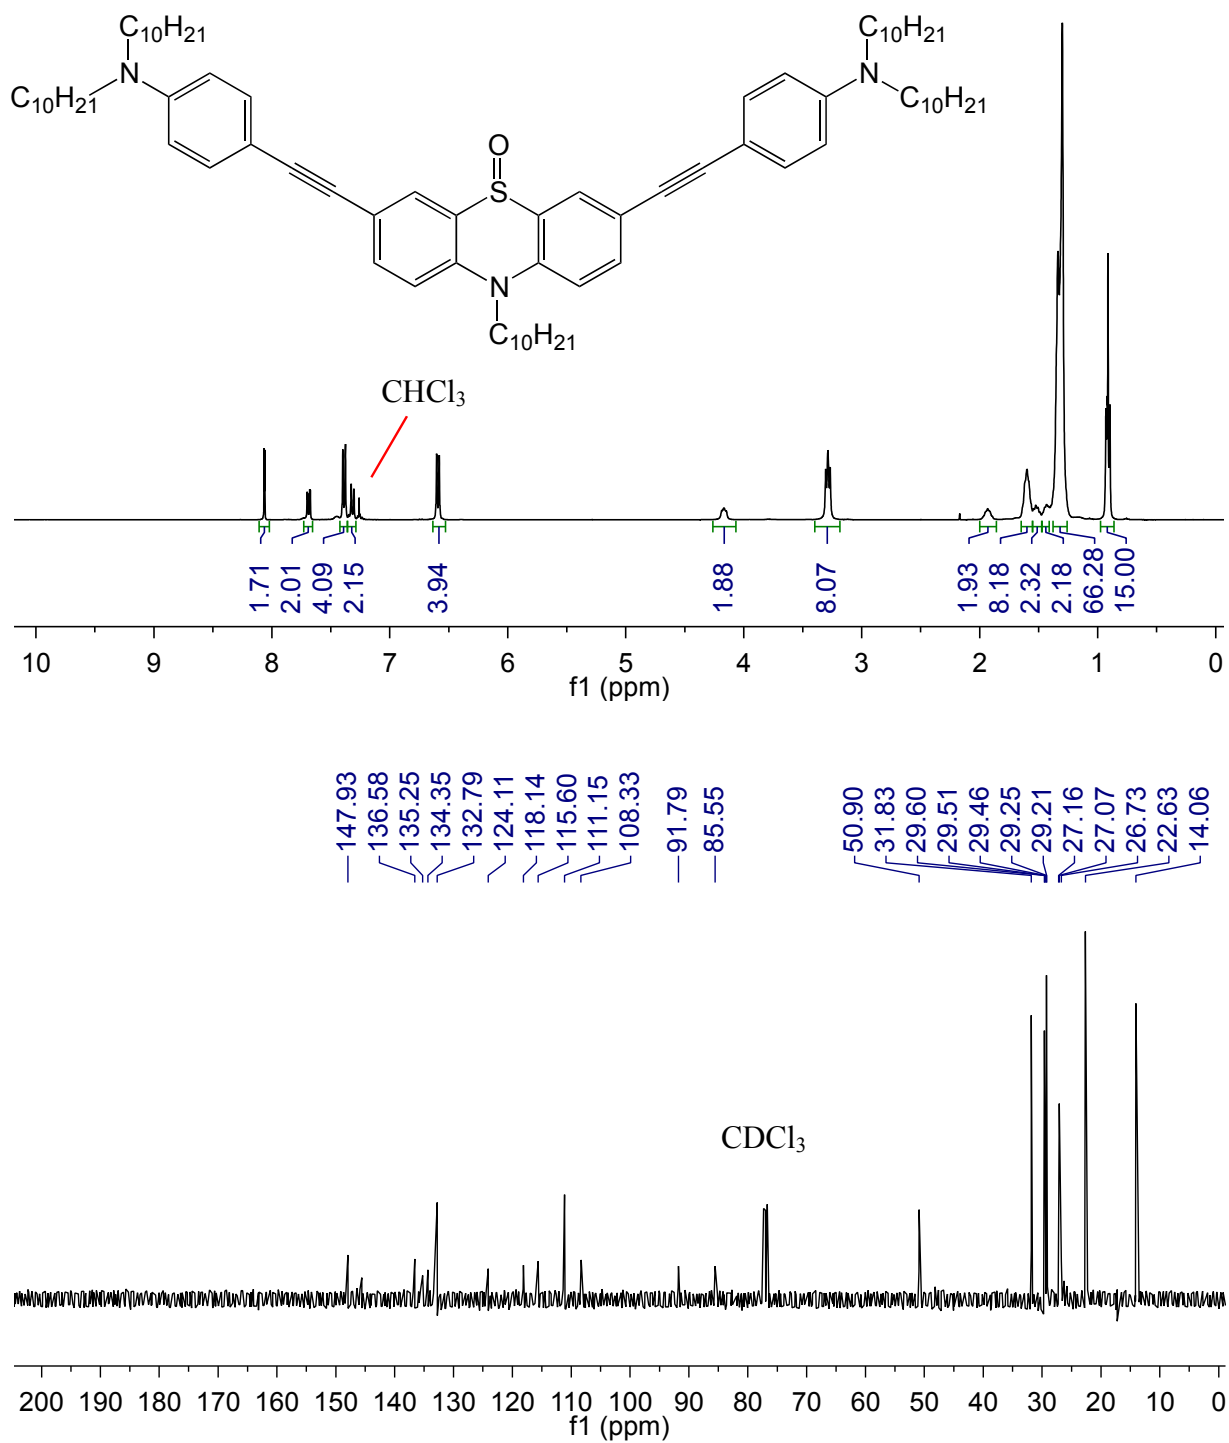 C10H21 C10H21
N N
C10H21 C10H21
O
S
N
C10H21
CHCl3
1.71 2.01 4.09 2.15 3.94 1.88 8.07 1.93 8.18 2.32 2.18 66.28 15.00
10 9 8 7 6 5 4 3 2 1 0
f1 (ppm)
147.93 136.58 135.25 134.35 132.79 124.11 118.14 115.60 111.15 108.33 91.79 85.55 50.90 31.83 29.60 29.51 29.46 29.25 29.21 27.16 27.07 26.73 22.63 14.06
CDCl3
200 190 180 170 160 150 140 130 120 110 100 90 80 70 60 50 40 30 20 10 0
f1 (ppm)